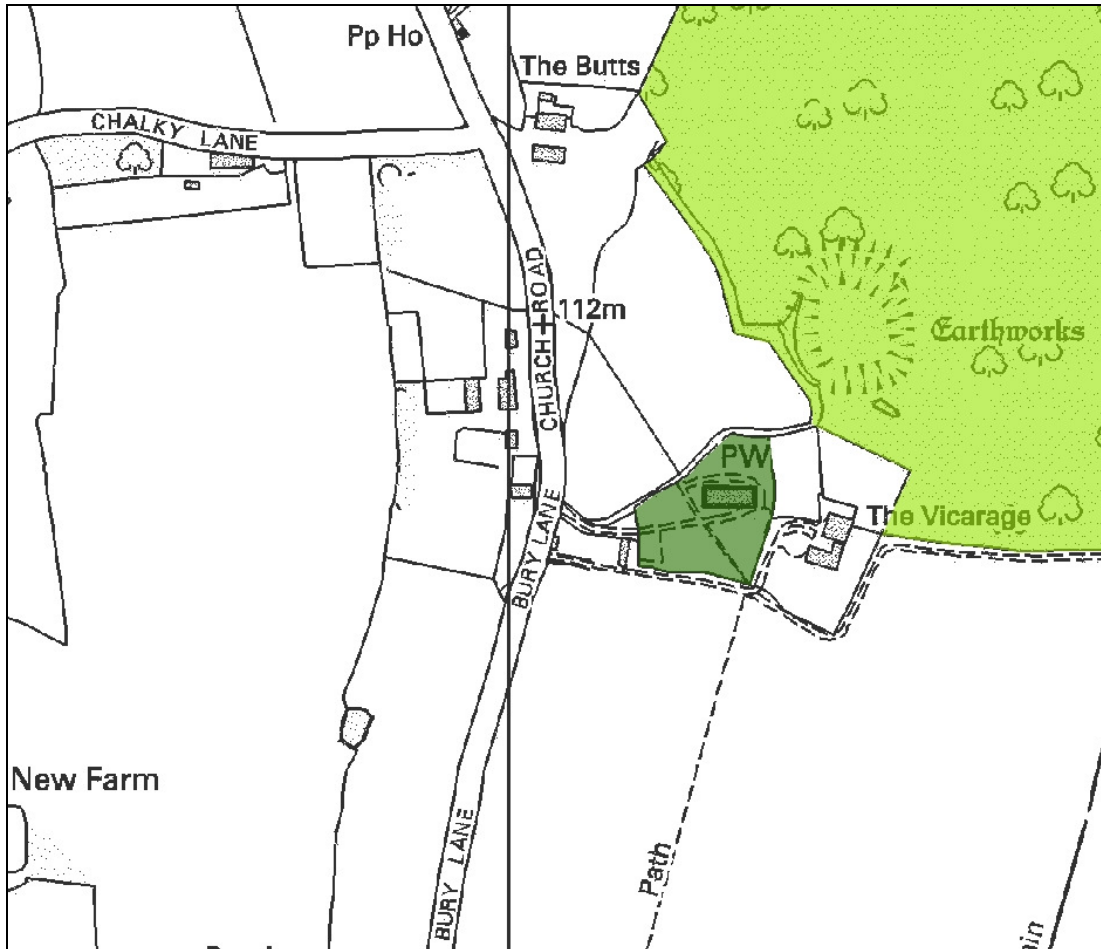 Pp Ho
The Butts
CHALKY LANE
CHURCH ROAD
112m
Earthworks
PW
The Vicarage
BURY LANE
New Farm
BURY LANE
Path